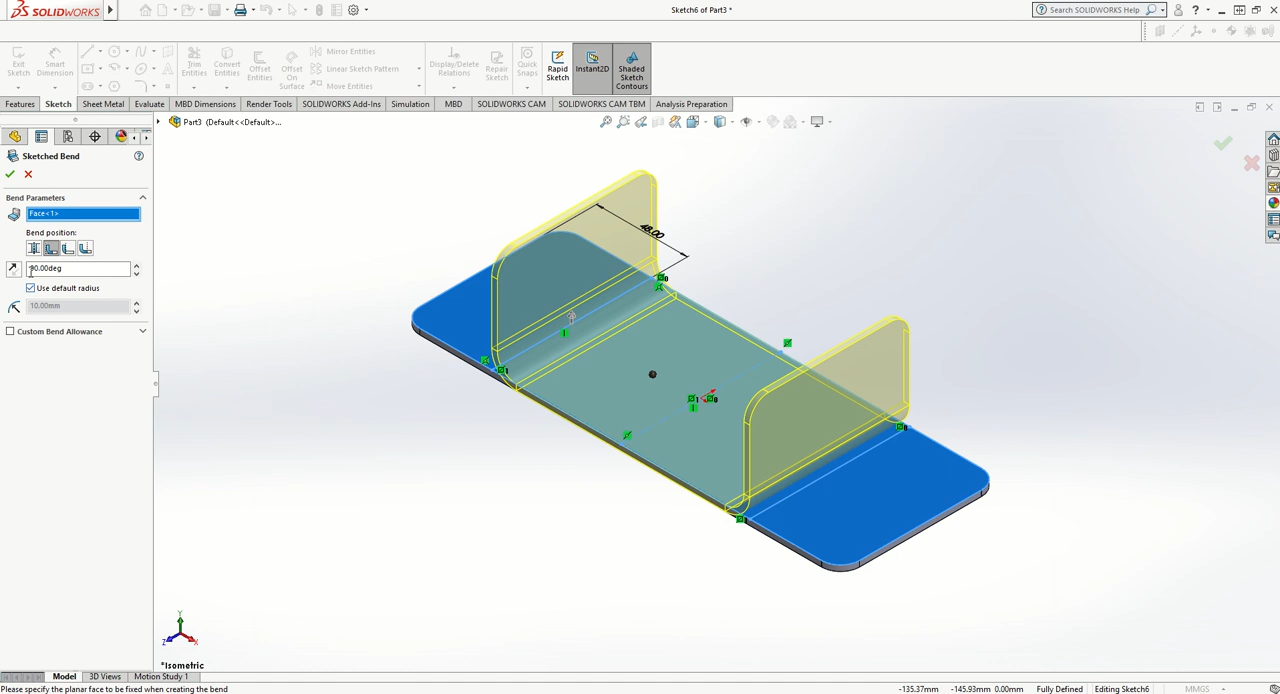 SOLIDWORKS
Sketch6 of Part3 *
Search SOLIDWORKS Help
Exit Sketch
Smart Dimension
Trim Entities
Convert Entities
Offset Entities
Offset On Surface
Mirror Entities
Linear Sketch Pattern
Move Entities
Display/Delete Relations
Repair Sketch
Quick Snaps
Rapid Sketch
Instant2D
Shaded Sketch Contours
Features
Sketch
Sheet Metal
Evaluate
MBD Dimensions
Render Tools
SOLIDWORKS Add-Ins
Simulation
MBD
SOLIDWORKS CAM
SOLIDWORKS CAM TBM
Analysis Preparation
Part3 (Default<<Default>...
Sketched Bend
Bend Parameters
Face<1>
Bend position:
90.00deg
Use default radius
10.00mm
Custom Bend Allowance
48.00
Y
Z
X
*Isometric
Model
3D Views
Motion Study 1
Please specify the planar face to be fixed when creating the bend
-135.37mm
-145.93mm
0.00mm
Fully Defined
Editing Sketch6
MMGS